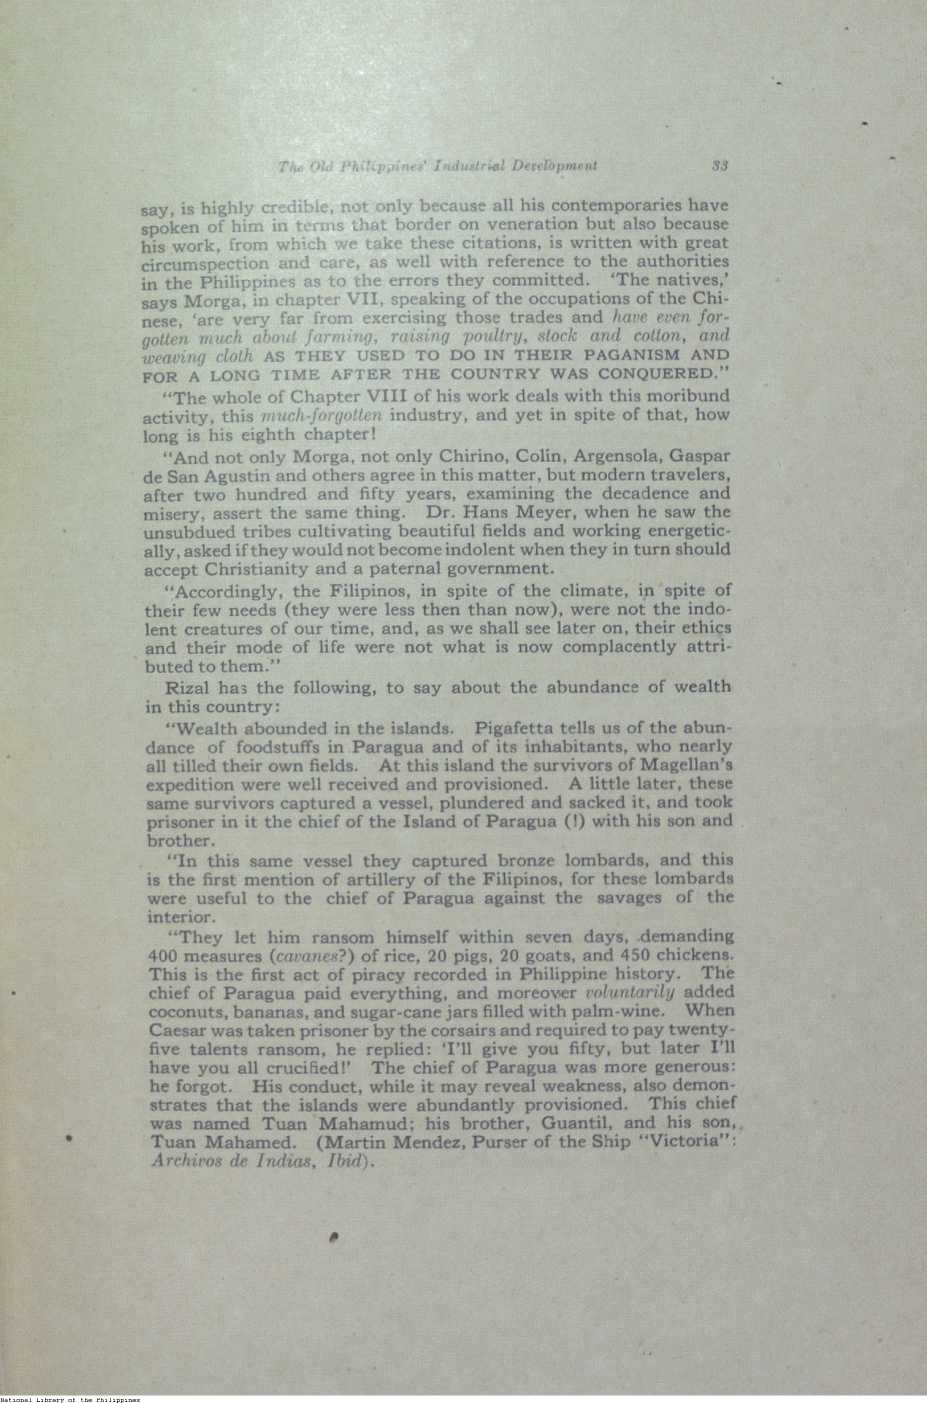 The Old Philippines' Industrial Development 33
say, is highly credible, not only because all his contemporaries have
spoken of him in terms that border on veneration but also because
his work, from which we take these citations, is written with great
circumspection and care, as well with reference to the authorities
in the Philippines as to the errors they committed. 'The natives,'
says Morga, in chapter VII, speaking of the occupations of the Chi-
nese, 'are very far from exercising those trades and have even for-
gotten much about farming, raising poultry, stock and cotton, and
weaving cloth AS THEY USED TO DO IN THEIR PAGANISM AND
FOR A LONG TIME AFTER THE COUNTRY WAS CONQUERED."
"The whole of Chapter VIII of his work deals with this moribund
activity, this much-forgotten industry, and yet in spite of that, how
long is his eighth chapter!
"And not only Morga, not only Chirino, Colin, Argensola, Gaspar
de San Agustin and others agree in this matter, but modern travelers,
after two hundred and fifty years, examining the decadence and
misery, assert the same thing. Dr. Hans Meyer, when he saw the
unsubdued tribes cultivating beautiful fields and working energetic-
ally, asked if they would not become indolent when they in turn should
accept Christianity and a paternal government.
"Accordingly, the Filipinos, in spite of the climate, in spite of
their few needs (they were less then than now), were not the indo-
lent creatures of our time, and, as we shall see later on, their ethics
and their mode of life were not what is now complacently attri-
buted to them."
Rizal has the following, to say about the abundance of wealth
in this country:
"Wealth abounded in the islands. Pigafetta tells us of the abun-
dance of foodstuffs in Paragua and of its inhabitants, who nearly
all tilled their own fields. At this island the survivors of Magellan's
expedition were well received and provisioned. A little later, these
same survivors captured a vessel, plundered and sacked it, and took
prisoner in it the chief of the Island of Paragua (!) with his son and
brother.
"In this same vessel they captured bronze lombards, and this
is the first mention of artillery of the Filipinos, for these lombards
were useful to the chief of Paragua against the savages of the
interior.
"They let him ransom himself within seven days, demanding
400 measures (cavanes?) of rice, 20 pigs, 20 goats, and 450 chickens.
This is the first act of piracy recorded in Philippine history. The
chief of Paragua paid everything, and moreover voluntarily added
coconuts, bananas, and sugar-cane jars filled with palm-wine. When
Caesar was taken prisoner by the corsairs and required to pay twenty-
five talents ransom, he replied: 'I'll give you fifty, but later I'll
have you all crucified!' The chief of Paragua was more generous:
he forgot. His conduct, while it may reveal weakness, also demon-
strates that the islands were abundantly provisioned. This chief
was named Tuan Mahamud; his brother, Guantil, and his son,
Tuan Mahamed. (Martin Mendez, Purser of the Ship "Victoria":
Archivos de Indias, Ibid).
National Library of the Philippines